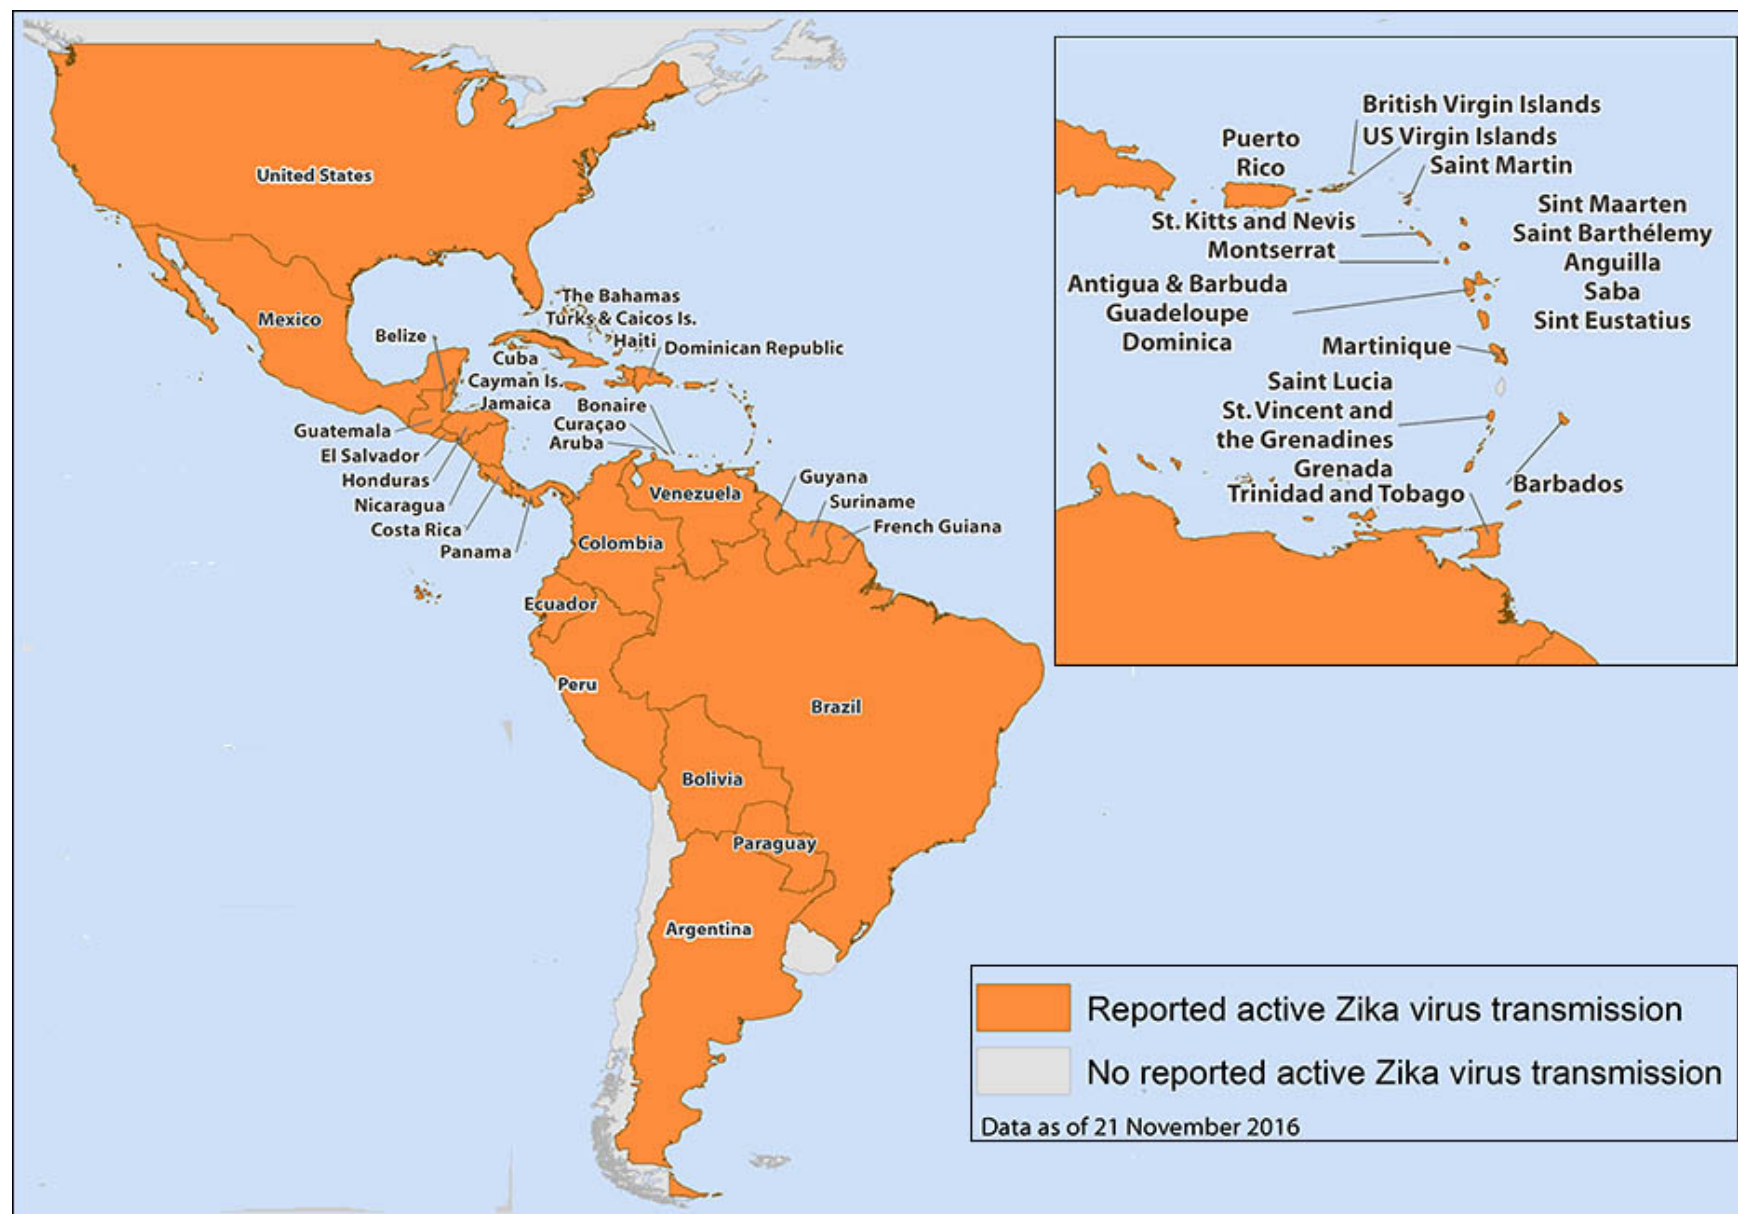 United States
Mexico
The Bahamas
Turks & Caicos Is.
Haiti
Dominican Republic
Belize
Cuba
Cayman Is.
Jamaica
Bonaire
Curaçao
Aruba
Guatemala
El Salvador
Honduras
Nicaragua
Costa Rica
Panama
Venezuela
Guyana
Suriname
French Guiana
Colombia
Ecuador
Peru
Brazil
Bolivia
Paraguay
Argentina
British Virgin Islands
US Virgin Islands
Saint Martin
Puerto
Rico
St. Kitts and Nevis
Montserrat
Antigua & Barbuda
Guadeloupe
Dominica
Sint Maarten
Saint Barthélemy
Anguilla
Saba
Sint Eustatius
Martinique
Saint Lucia
St. Vincent and
the Grenadines
Grenada
Trinidad and Tobago
Barbados
Reported active Zika virus transmission
No reported active Zika virus transmission
Data as of 21 November 2016